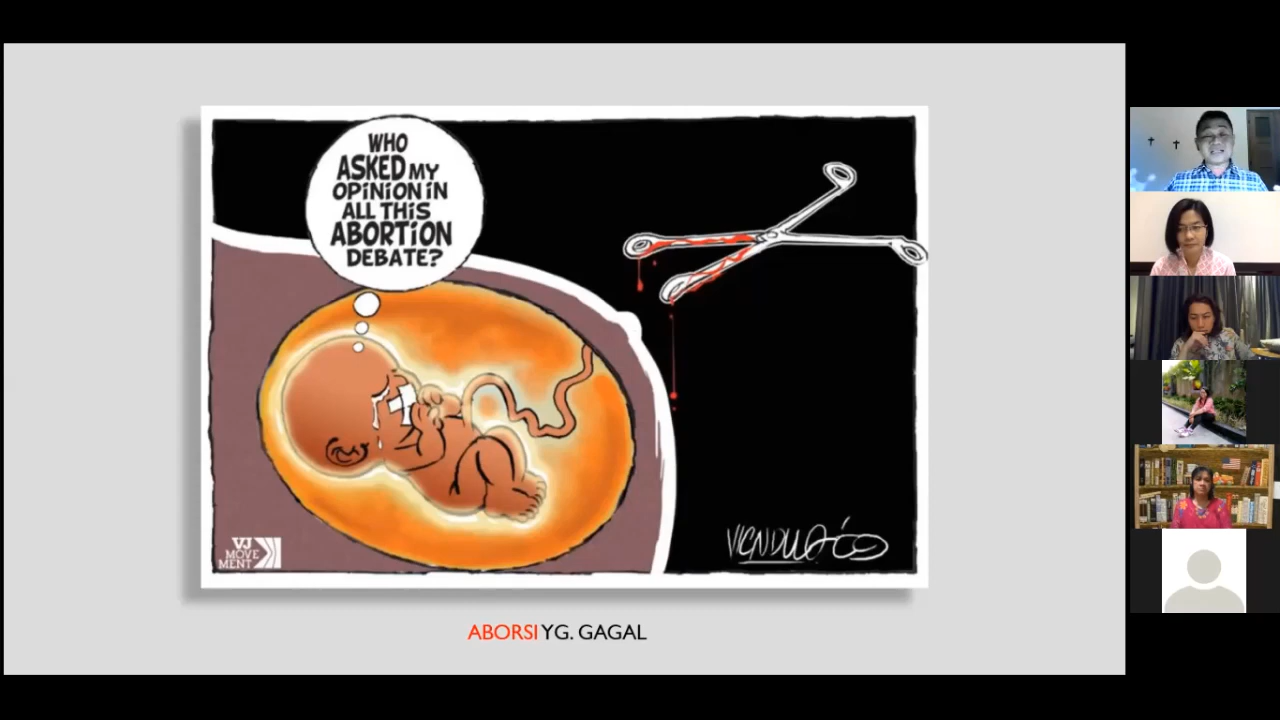 WHO
ASKED MY
OPINION IN
ALL THIS
ABORTION
DEBATE?
VJ
MOVE
MENT
ABORSI YG. GAGAL